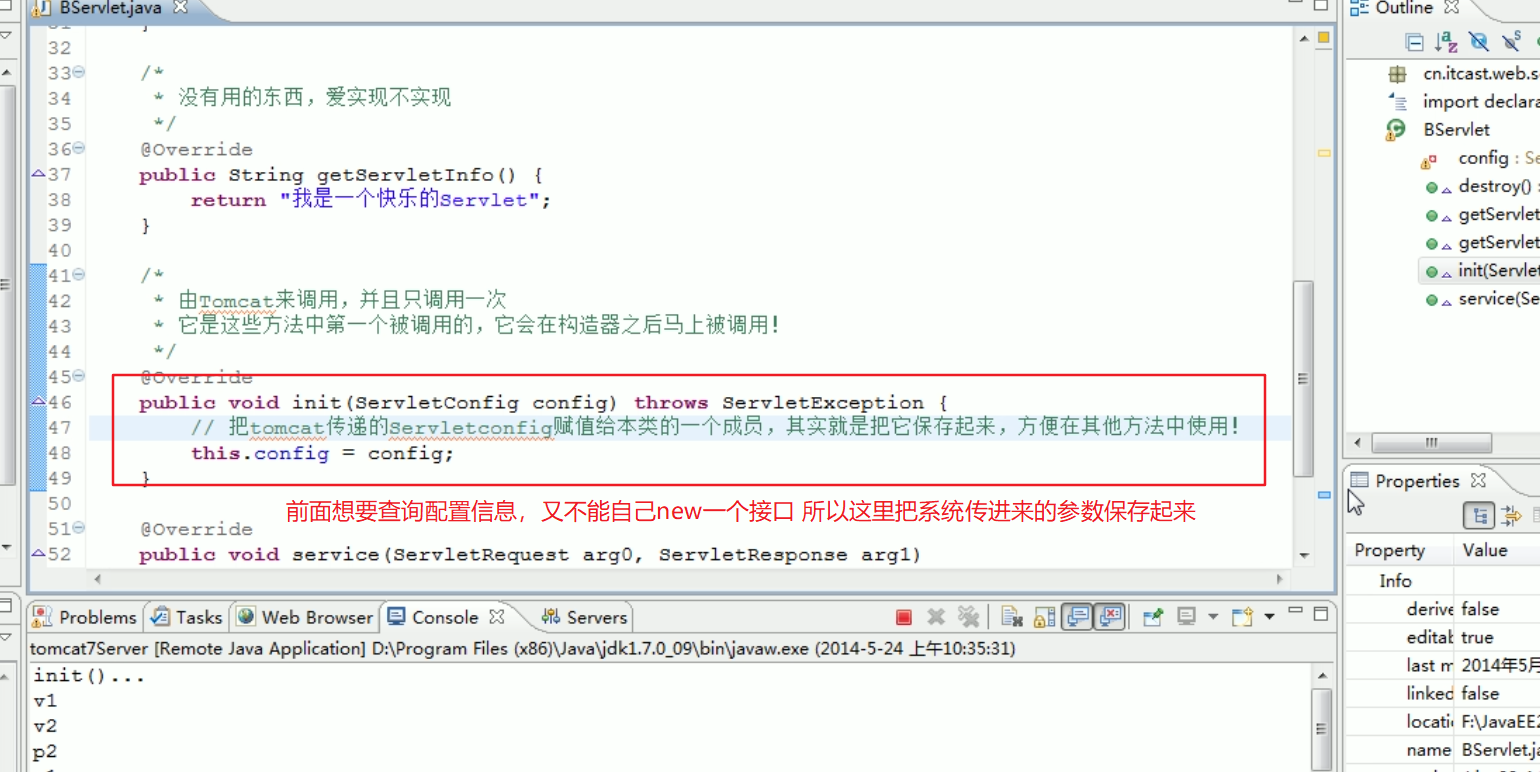 BServlet.java
Outline
32
33 /*
34 * 没有用的东西，爱实现不实现
35 */
36 @Override
37 public String getServletInfo() {
38 return "我是一个快乐的Servlet";
39 }
40
41 /*
42 * 由Tomcat来调用，并且只调用一次
43 * 它是这些方法中第一个被调用的，它会在构造器之后马上被调用！
44 */
45 @Override
46 public void init(ServletConfig config) throws ServletException {
47 // 把tomcat传递的Servletconfig赋值给本类的一个成员，其实就是把它保存起来，方便在其他方法中使用！
48 this.config = config;
49 }
50
前面想要查询配置信息，又不能自己new一个接口 所以这里把系统传进来的参数保存起来
51 @Override
52 public void service(ServletRequest arg0, ServletResponse arg1)
cn.itcast.web.s
import declara
BServlet
config : Se
destroy() :
getServlet
getServlet
init(Servlet
service(Se
Properties
Property Value
Info
derive false
editab true
last m 2014年5月
linked false
locatio F:\JavaEE2
name BServlet.ja
Problems Tasks Web Browser Console Servers
tomcat7Server [Remote Java Application] D:\Program Files (x86)\Java\jdk1.7.0_09\bin\javaw.exe (2014-5-24 上午10:35:31)
init()...
v1
v2
p2